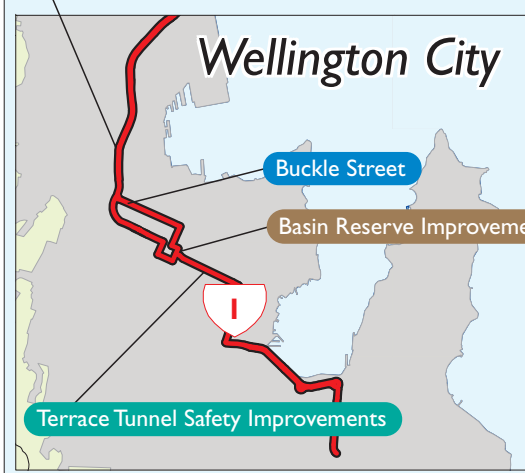 Wellington City
Buckle Street
Basin Reserve Improveme
1
Terrace Tunnel Safety Improvements